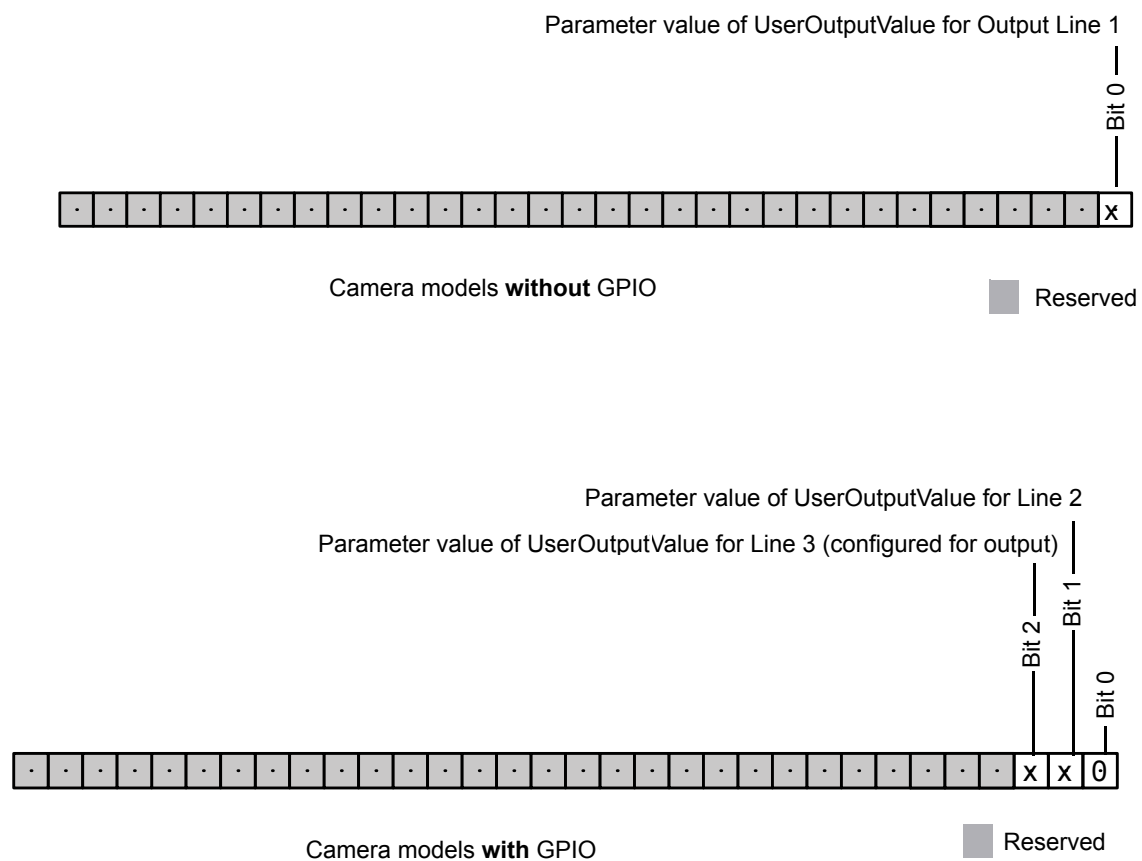 Parameter value of UserOutputValue for Output Line 1
Bit 0
· · · · · · · · · · · · · · · · · · · · · · · · · · · · · · · x
Camera models without GPIO
Reserved
Parameter value of UserOutputValue for Line 2
Parameter value of UserOutputValue for Line 3 (configured for output)
Bit 2
Bit 1
Bit 0
· · · · · · · · · · · · · · · · · · · · · · · · · · · · · x x 0
Camera models with GPIO
Reserved